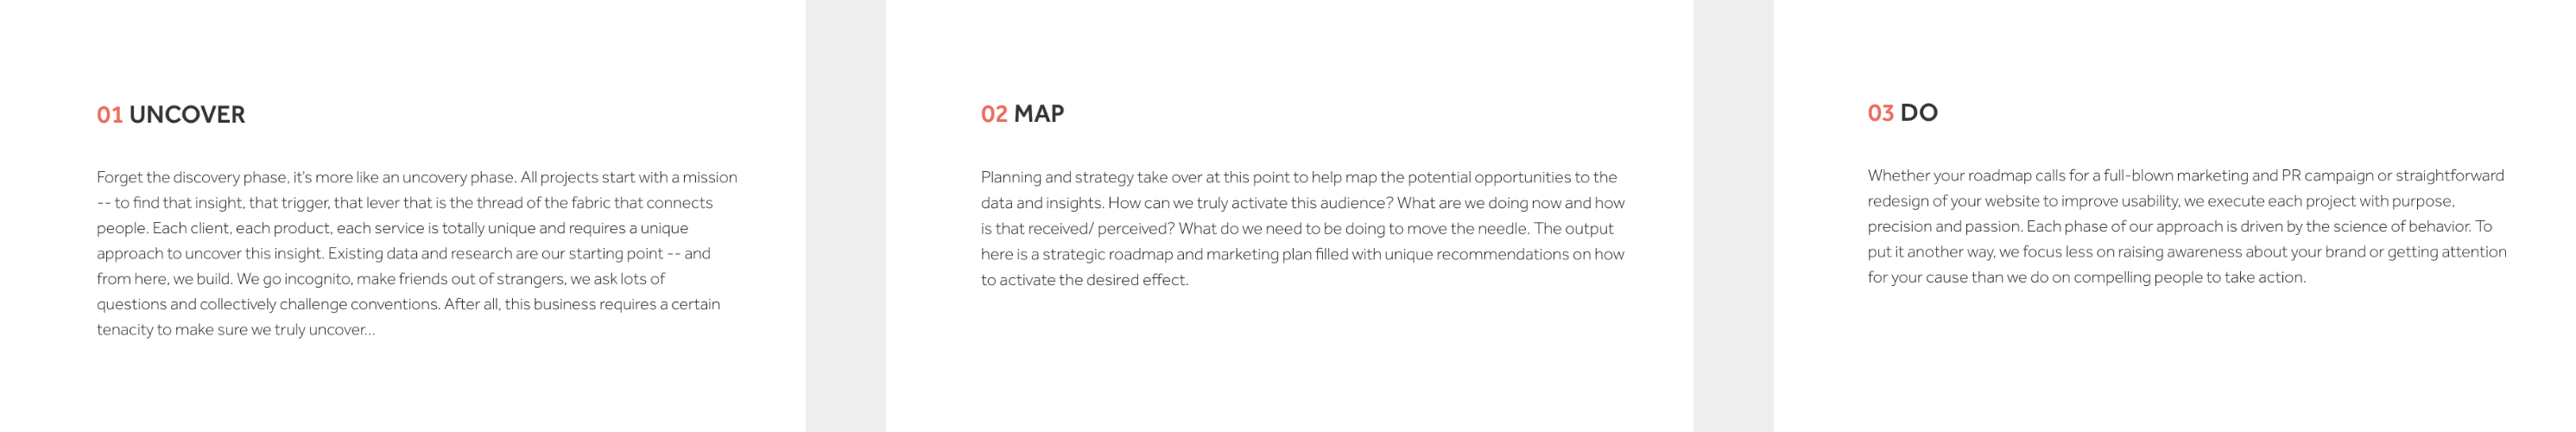 01 UNCOVER
Forget the discovery phase, it's more like an uncovery phase. All projects start with a mission
-- to find that insight, that trigger, that lever that is the thread of the fabric that connects
people. Each client, each product, each service is totally unique and requires a unique
approach to uncover this insight. Existing data and research are our starting point -- and
from here, we build. We go incognito, make friends out of strangers, we ask lots of
questions and collectively challenge conventions. After all, this business requires a certain
tenacity to make sure we truly uncover...
02 MAP
Planning and strategy take over at this point to help map the potential opportunities to the
data and insights. How can we truly activate this audience? What are we doing now and how
is that received/ perceived? What do we need to be doing to move the needle. The output
here is a strategic roadmap and marketing plan filled with unique recommendations on how
to activate the desired effect.
03 DO
Whether your roadmap calls for a full-blown marketing and PR campaign or straightforward
redesign of your website to improve usability, we execute each project with purpose,
precision and passion. Each phase of our approach is driven by the science of behavior. To
put it another way, we focus less on raising awareness about your brand or getting attention
for your cause than we do on compelling people to take action.